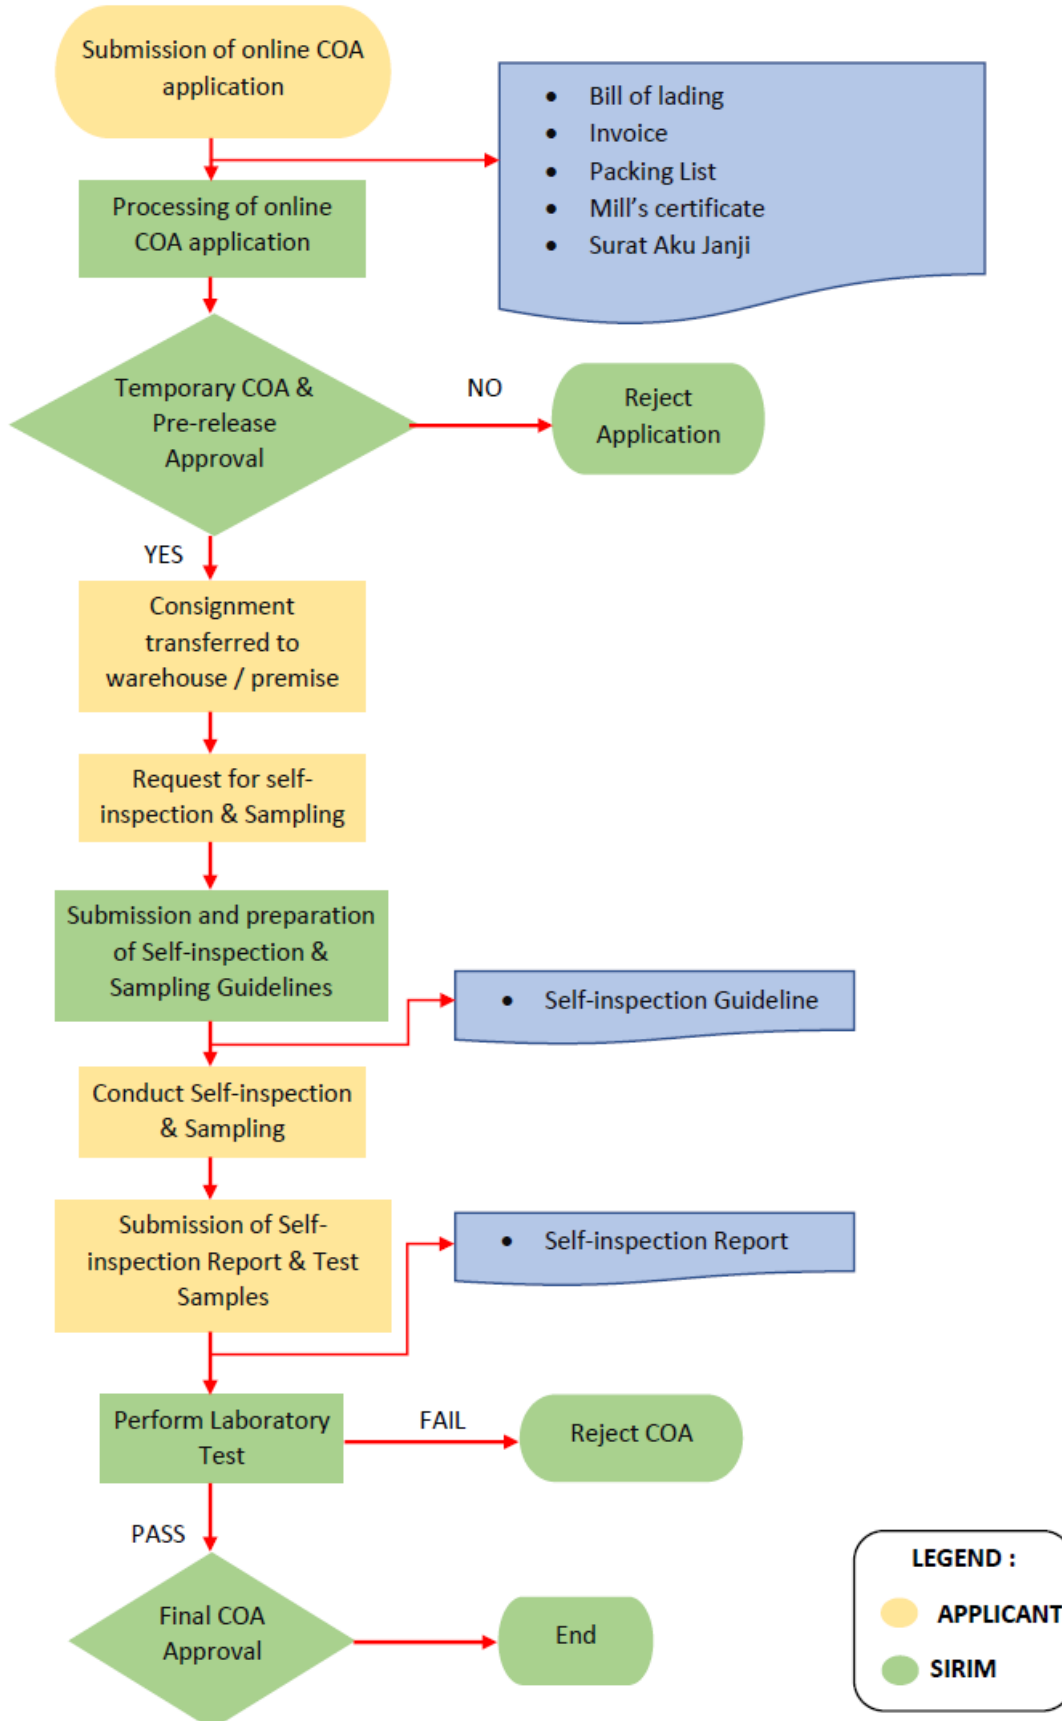 Submission of online COA
application
• Bill of lading
• Invoice
• Packing List
• Mill's certificate
• Surat Aku Janji
Processing of online
COA application
Temporary COA &
Pre-release
Approval
NO
Reject
Application
YES
Consignment
transferred to
warehouse / premise
Request for self-
inspection & Sampling
Submission and preparation
of Self-inspection &
Sampling Guidelines
• Self-inspection Guideline
Conduct Self-inspection
& Sampling
Submission of Self-
inspection Report & Test
Samples
• Self-inspection Report
Perform Laboratory
Test
FAIL
Reject COA
PASS
Final COA
Approval
End
LEGEND :
APPLICANT
SIRIM